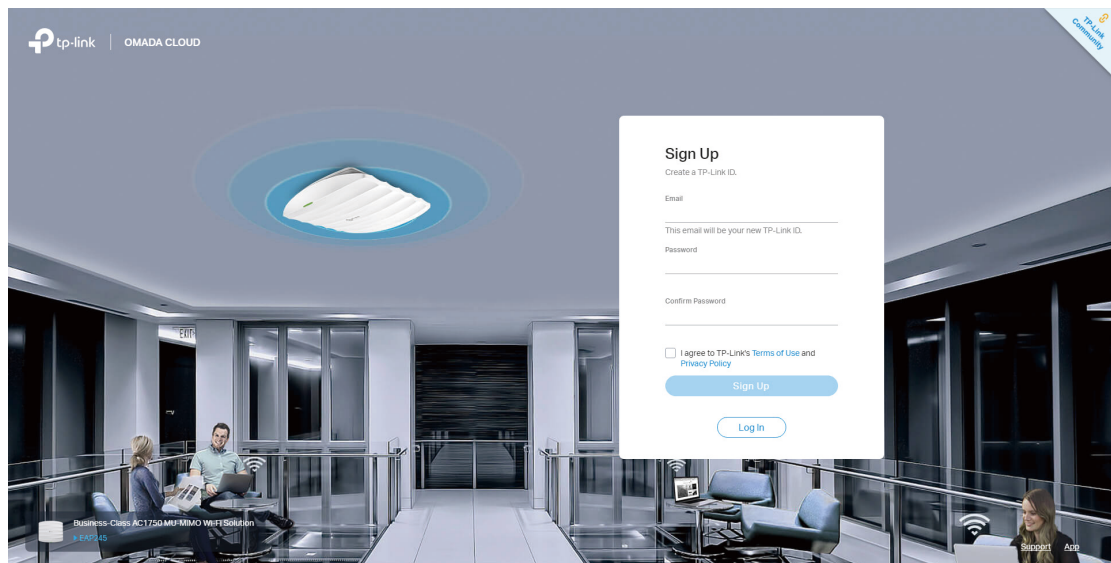 tp-link
OMADA CLOUD
TP-Link
Community
Sign Up
Create a TP-Link ID.
Email
This email will be your new TP-Link ID.
Password
Confirm Password
I agree to TP-Link's Terms of Use and
Privacy Policy
Sign Up
Log In
EXIT
Business-Class AC1750 MU-MIMO Wi-Fi Solution
EAP245
Support
App